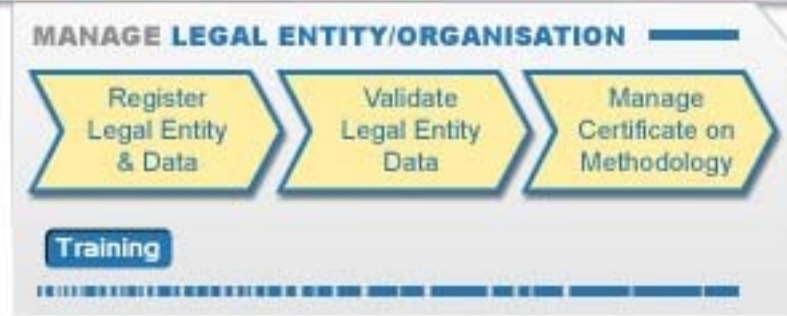 MANAGE LEGAL ENTITY/ORGANISATION
Register
Legal Entity
& Data
Validate
Legal Entity
Data
Manage
Certificate on
Methodology
Training